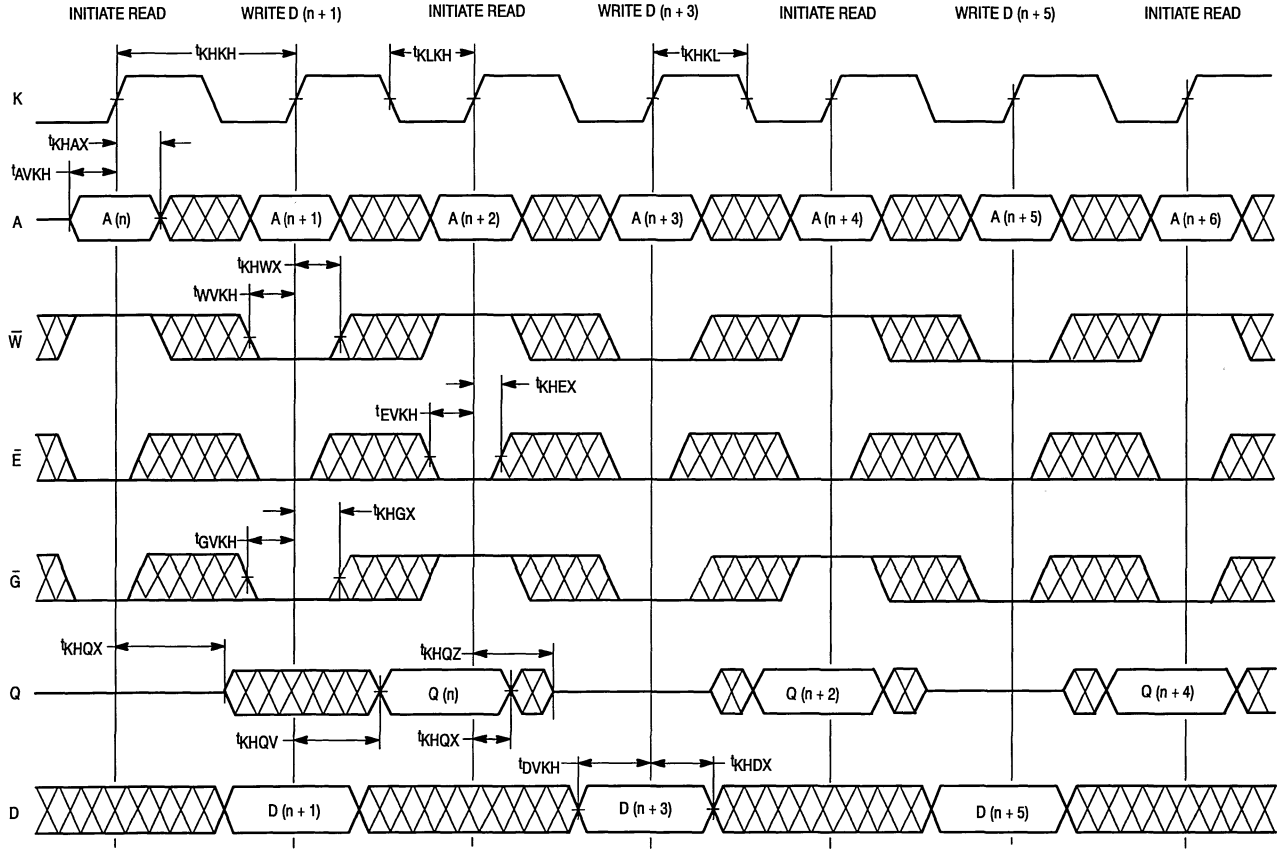 INITIATE READ WRITE D (n + 1) INITIATE READ WRITE D (n + 3) INITIATE READ WRITE D (n + 5) INITIATE READ
tKHKH tKLKH tKHKL
K
tKHAX
tAVKH
A A (n) A (n + 1) A (n + 2) A (n + 3) A (n + 4) A (n + 5) A (n + 6)
tKHWX
tWVKH
W̅
tKHEX
tEVKH
E̅
tKHGX
tGVKH
G̅
tKHQX tKHQZ
Q Q (n) Q (n + 2) Q (n + 4)
tKHQV tKHQX
tDVKH tKHDX
D D (n + 1) D (n + 3) D (n + 5)